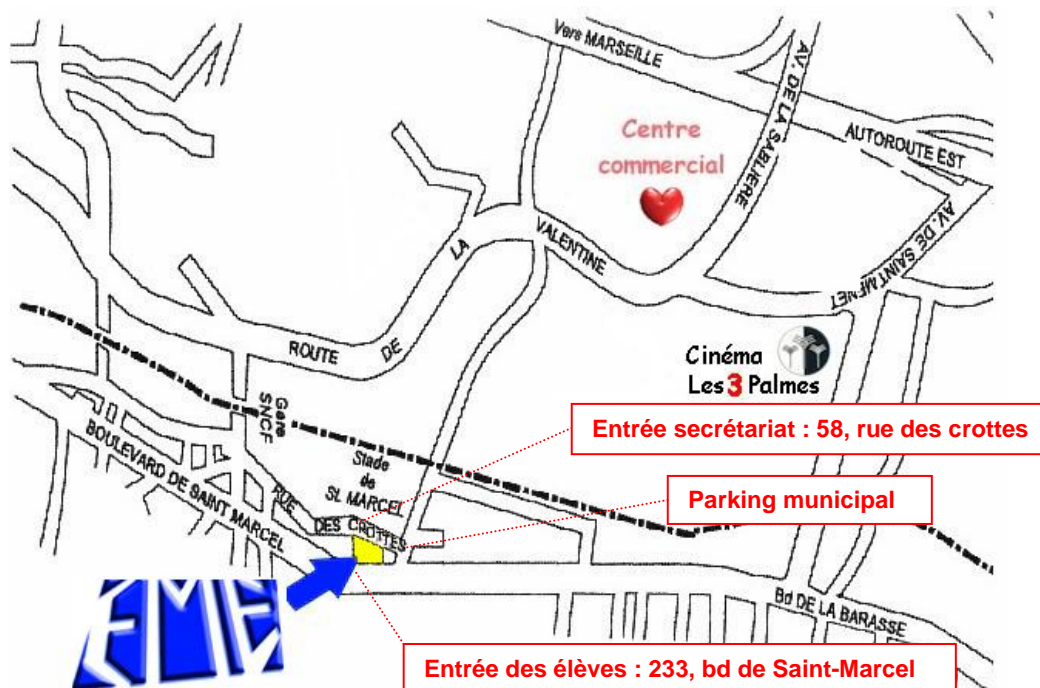 Vers MARSEILLE
AV. DE LA SABLIERE
Centre
commercial
AUTOROUTE EST
AV. DE SAINT MENET
LA
VALENTINE
ROUTE
DE
Cinéma
Les 3 Palmes
Gare
SNCF
Entrée secrétariat : 58, rue des crottes
BOULEVARD DE SAINT MARCEL
Stade
de
St. MARCEL
RUE
DES CROTTES
Parking municipal
EME
Bd DE LA BARASSE
Entrée des élèves : 233, bd de Saint-Marcel